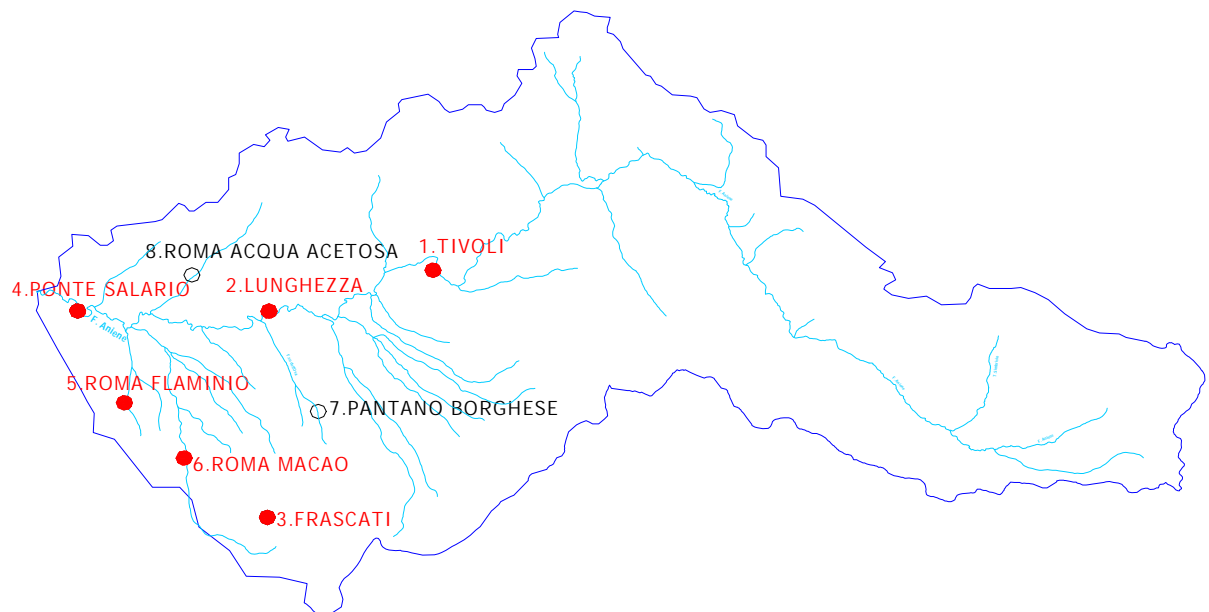 8.ROMA ACQUA ACETOSA
1.TIVOLI
4.PONTE SALARIO
2.LUNGHEZZA
F. Aniene
5.ROMA FLAMINIO
7.PANTANO BORGHESE
6.ROMA MACAO
3.FRASCATI